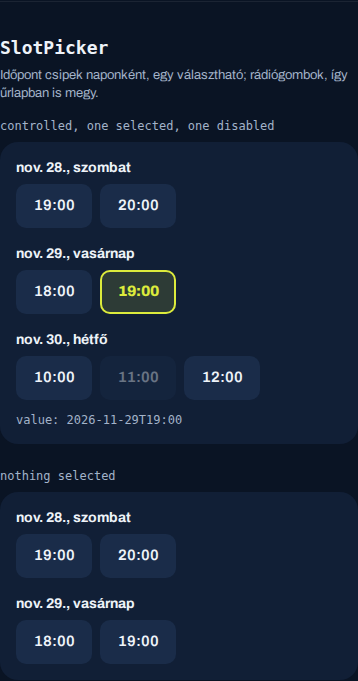 SlotPicker
Időpont csipek naponként, egy választható; rádiógombok, így
űrlapban is megy.
controlled, one selected, one disabled
nov. 28., szombat
19:00 20:00
nov. 29., vasárnap
18:00 19:00
nov. 30., hétfő
10:00 11:00 12:00
value: 2026-11-29T19:00
nothing selected
nov. 28., szombat
19:00 20:00
nov. 29., vasárnap
18:00 19:00